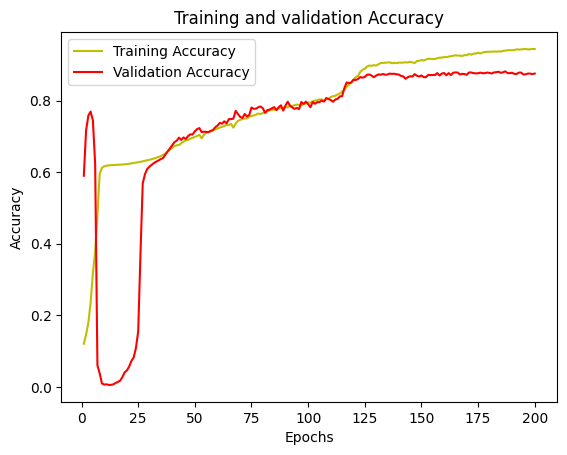 Training and validation Accuracy
Training Accuracy
Validation Accuracy
Accuracy
0.8
0.6
0.4
0.2
0.0
0
25
50
75
100
125
150
175
200
Epochs